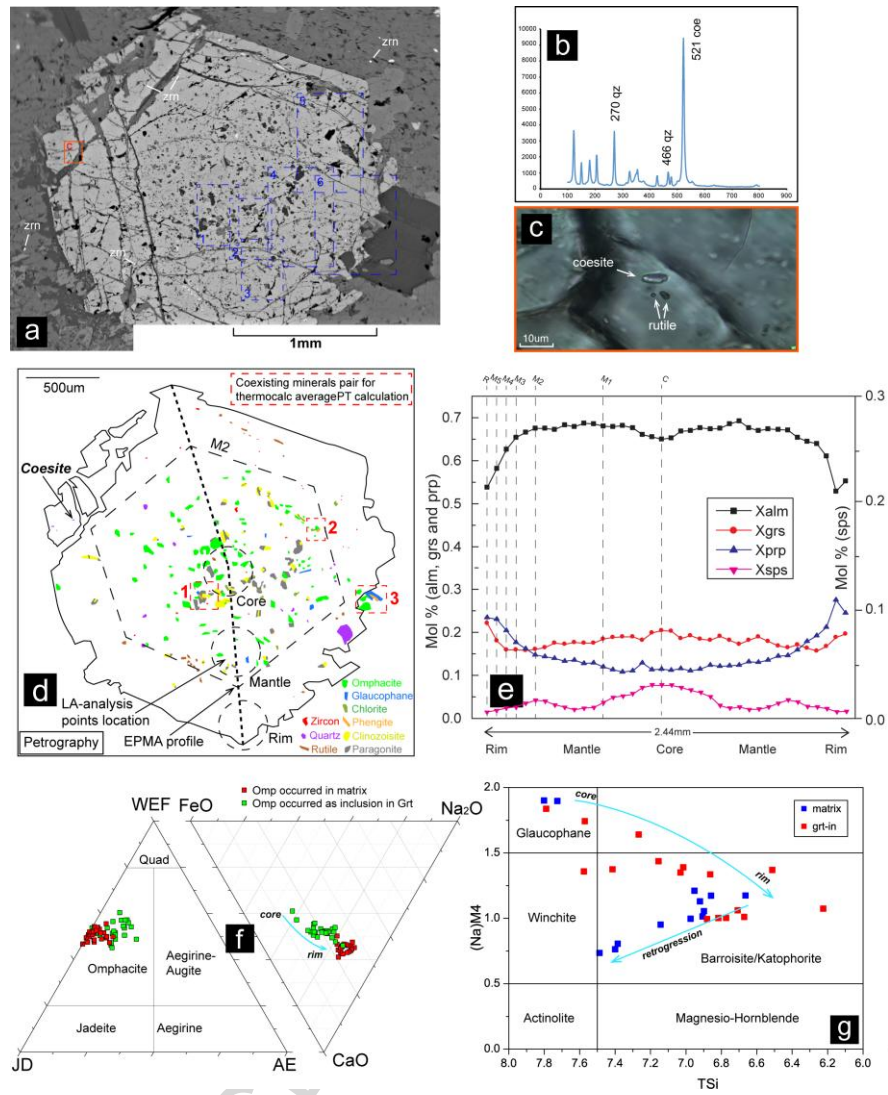 zrn
zrn
c
zrn
zrn
zrn
5
4
6
1
2
3
a
1mm
b
10000
9000
8000
7000
6000
5000
4000
3000
2000
1000
0
0 100 200 300 400 500 600 700 800 900
270 qz
466 qz
521 coe
c
coesite
rutile
10um
500um
Coexisting minerals pair for
thermocalc averagePT calculation
M2
Coesite
2
1
3
Core
Mantle
Rim
d
LA-analysis
points location
EPMA profile
Petrography
Omphacite
Glaucophane
Chlorite
Zircon
Phengite
Quartz
Clinozoisite
Rutile
Paragonite
R M5 M4 M3 M2 M1 C
0.7
0.6
0.5
0.4
0.3
0.2
0.1
0.0
Mol % (alm, grs and prp)
0.3
0.2
0.1
0.0
Mol % (sps)
Xalm
Xgrs
Xprp
Xsps
e
2.44mm
Rim Mantle Core Mantle Rim
Omp occurred in matrix
Omp occurred as inclusion in Grt
WEF
FeO
Na₂O
Quad
Omphacite
Aegirine-
Augite
Jadeite
Aegirine
JD
AE
CaO
core
rim
f
2.0
1.5
1.0
0.5
0.0
(Na)M4
core
rim
retrogression
matrix
grt-in
Glaucophane
Winchite
Barroisite/Katophorite
Actinolite
Magnesio-Hornblende
g
8.0 7.8 7.6 7.4 7.2 7.0 6.8 6.6 6.4 6.2 6.0
TSi